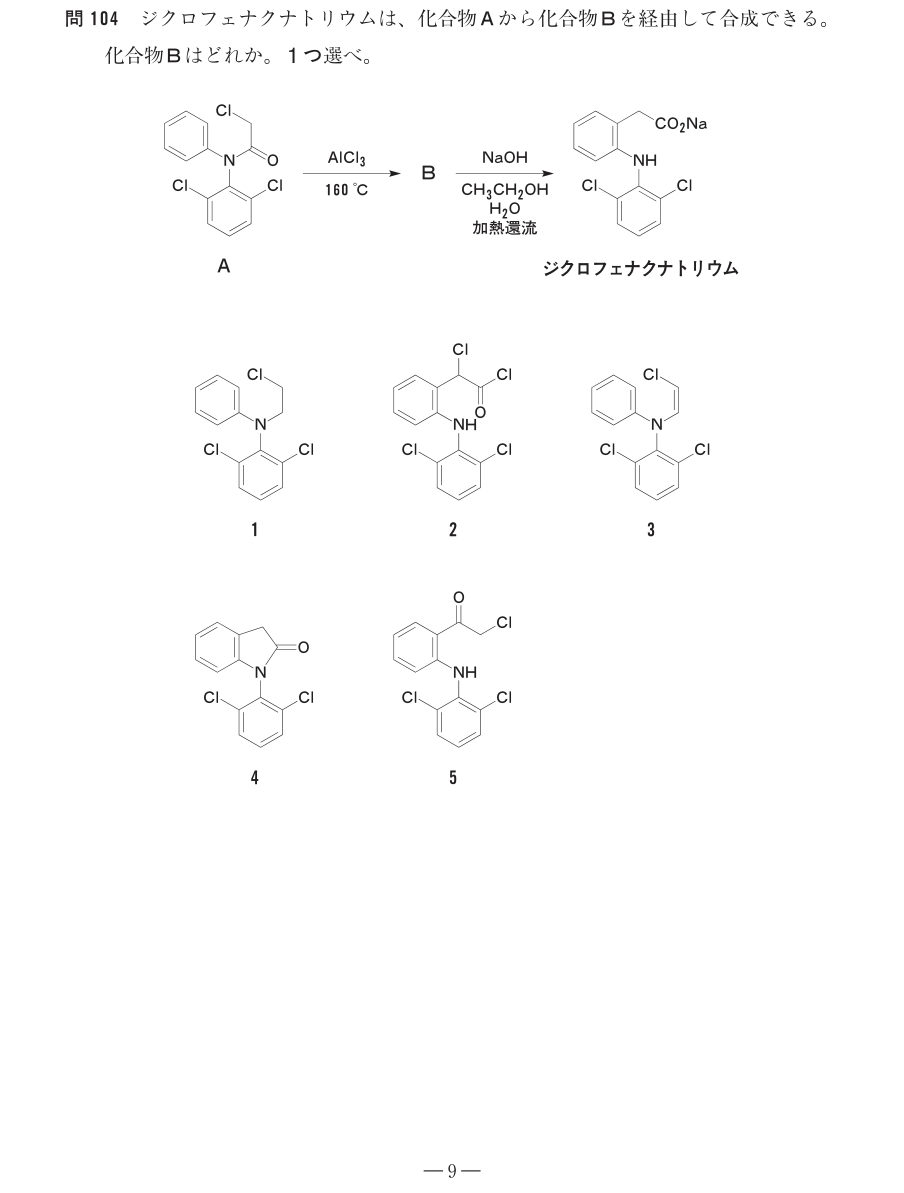 問 104 ジクロフェナクナトリウムは、化合物Aから化合物Bを経由して合成できる。
化合物Bはどれか。1つ選べ。
Cl
N
O
Cl
Cl
A
AlCl3
160 ℃
B
NaOH
CH3CH2OH
H2O
加熱還流
CO2Na
NH
Cl
Cl
ジクロフェナクナトリウム
Cl
N
Cl
Cl
1
Cl
Cl
O
NH
Cl
Cl
2
Cl
N
Cl
Cl
3
O
N
Cl
Cl
4
O
Cl
NH
Cl
Cl
5
— 9 —